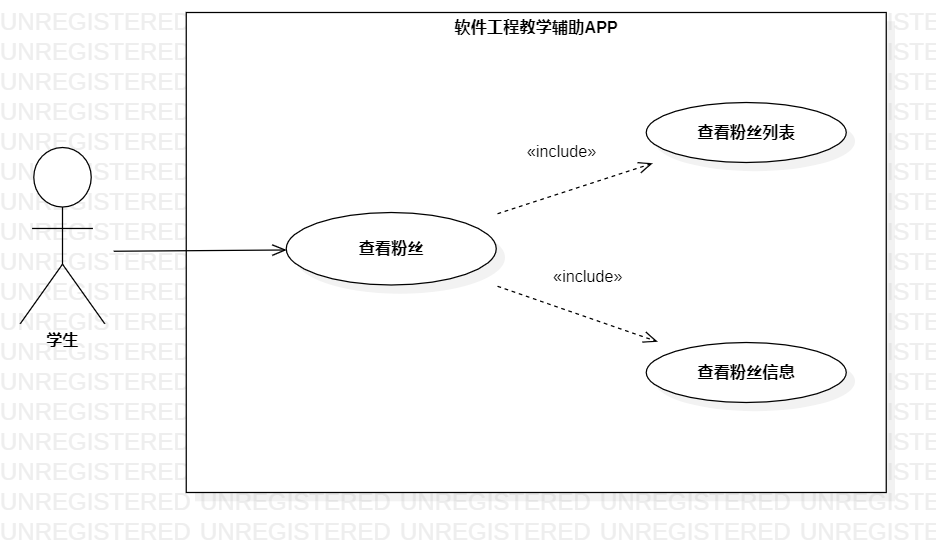 软件工程教学辅助APP
查看粉丝列表
«include»
查看粉丝
«include»
学生
查看粉丝信息
UNREGISTERED UNREGISTERED UNREGISTERED UNREGISTERED UNREGISTERED